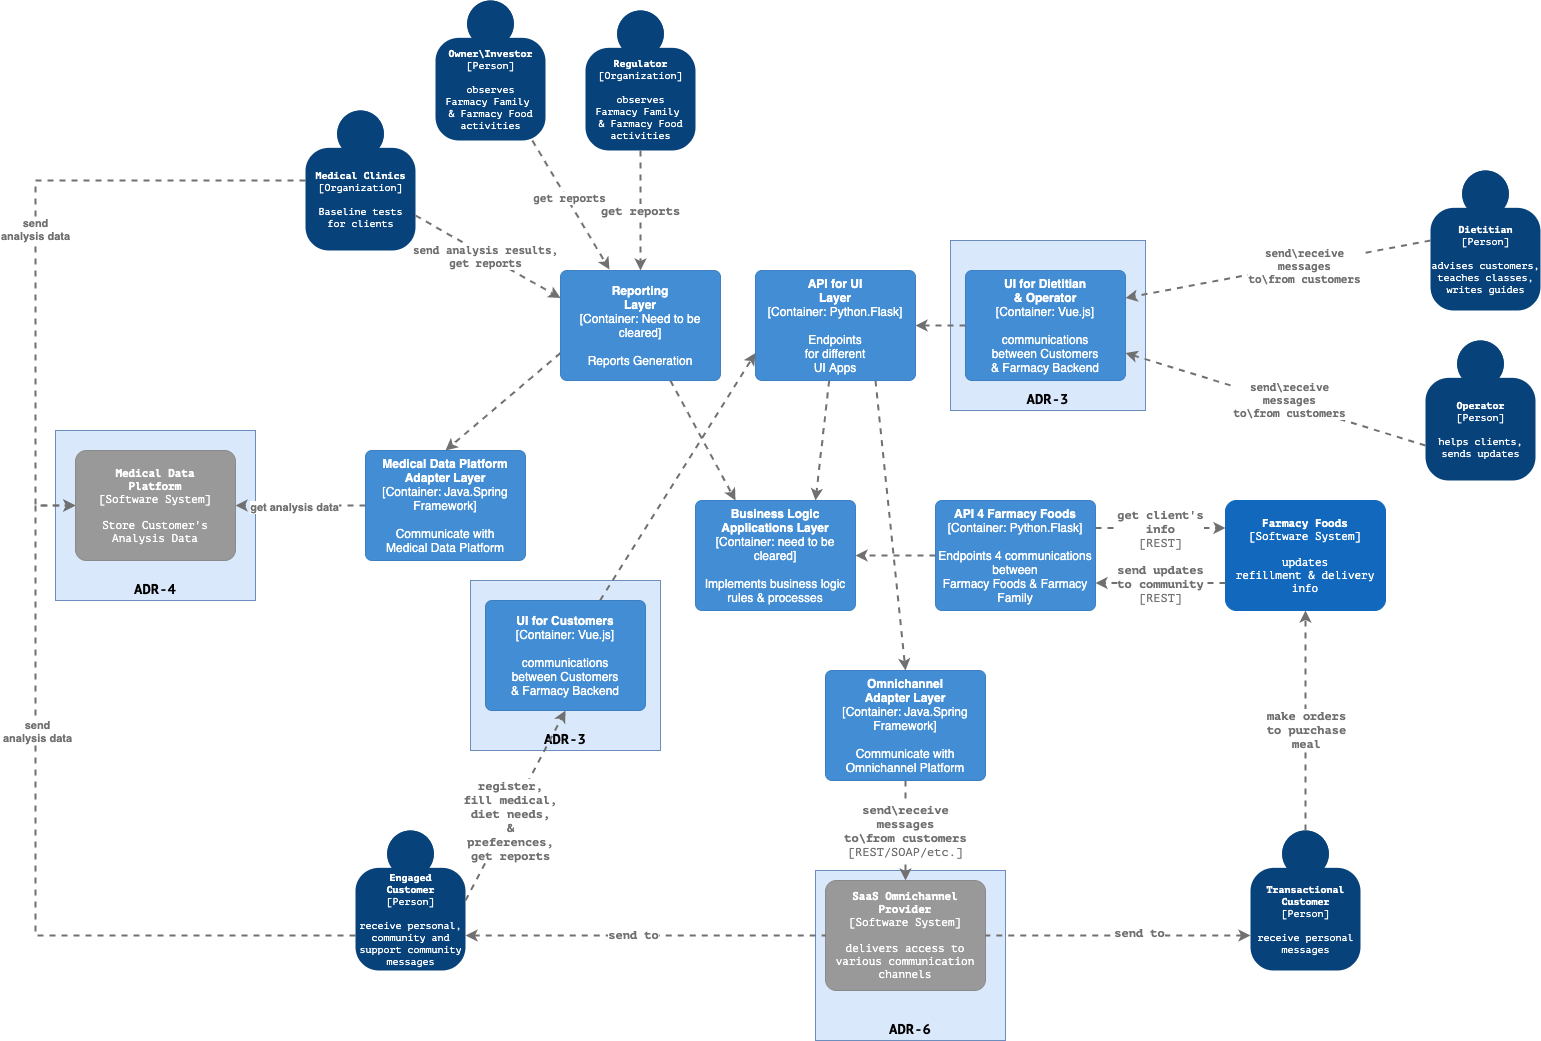 Owner\Investor
[Person]
observes
Farmacy Family
& Farmacy Food
activities
Regulator
[Organization]
observes
Farmacy Family
& Farmacy Food
activities
Medical Clinics
[Organization]
Baseline tests
for clients
get reports
get reports
send
analysis data
send analysis results,
get reports
Dietitian
[Person]
advises customers,
teaches classes,
writes guides
send\receive
messages
to\from customers
Reporting
Layer
[Container: Need to be
cleared]
Reports Generation
API for UI
Layer
[Container: Python.Flask]
Endpoints
for different
UI Apps
UI for Dietitian
& Operator
[Container: Vue.js]
communications
between Customers
& Farmacy Backend
ADR-3
send\receive
messages
to\from customers
Operator
[Person]
helps clients,
sends updates
Medical Data
Platform
[Software System]
Store Customer's
Analysis Data
ADR-4
get analysis data
Medical Data Platform
Adapter Layer
[Container: Java.Spring
Framework]
Communicate with
Medical Data Platform
Business Logic
Applications Layer
[Container: need to be
cleared]
Implements business logic
rules & processes
API 4 Farmacy Foods
[Container: Python.Flask]
Endpoints 4 communications
between
Farmacy Foods & Farmacy
Family
get client's
info
[REST]
send updates
to community
[REST]
Farmacy Foods
[Software System]
updates
refillment & delivery
info
UI for Customers
[Container: Vue.js]
communications
between Customers
& Farmacy Backend
ADR-3
Omnichannel
Adapter Layer
[Container: Java.Spring
Framework]
Communicate with
Omnichannel Platform
send
analysis data
make orders
to purchase
meal
register,
fill medical,
diet needs,
&
preferences,
get reports
send\receive
messages
to\from customers
[REST/SOAP/etc.]
Engaged
Customer
[Person]
receive personal,
community and
support community
messages
send to
SaaS Omnichannel
Provider
[Software System]
delivers access to
various communication
channels
ADR-6
send to
Transactional
Customer
[Person]
receive personal
messages